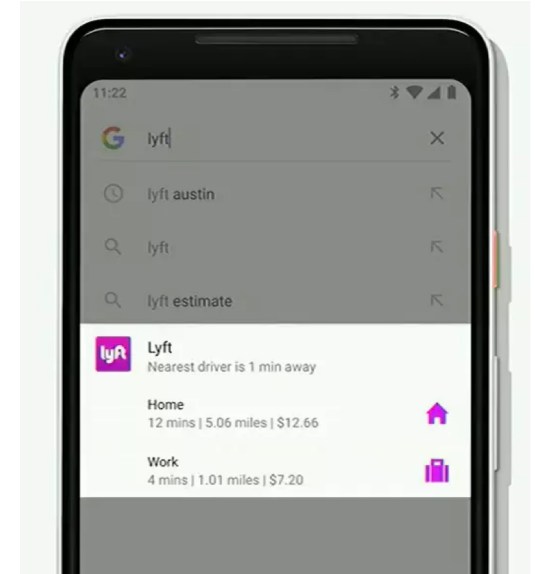 11:22
lyft
lyft austin
lyft
lyft estimate
lyft
Lyft
Nearest driver is 1 min away
Home
12 mins | 5.06 miles | $12.66
Work
4 mins | 1.01 miles | $7.20